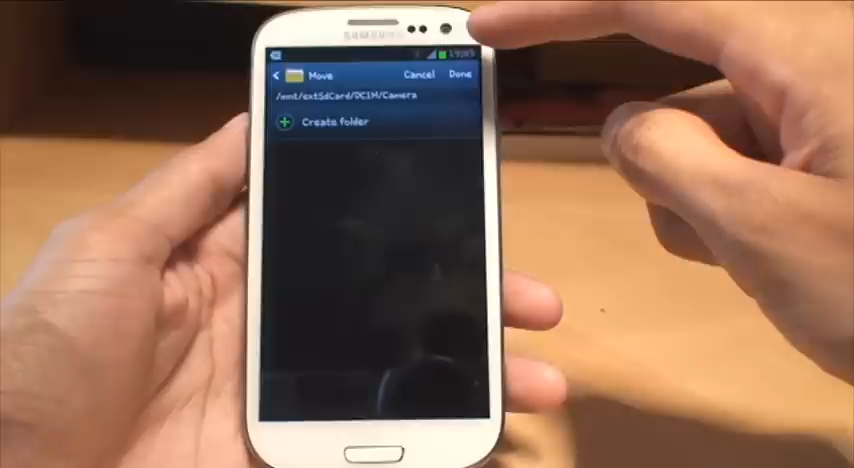 SAMSUNG
Move Cancel Done
/mnt/extSdCard/DCIM/Camera
Create folder